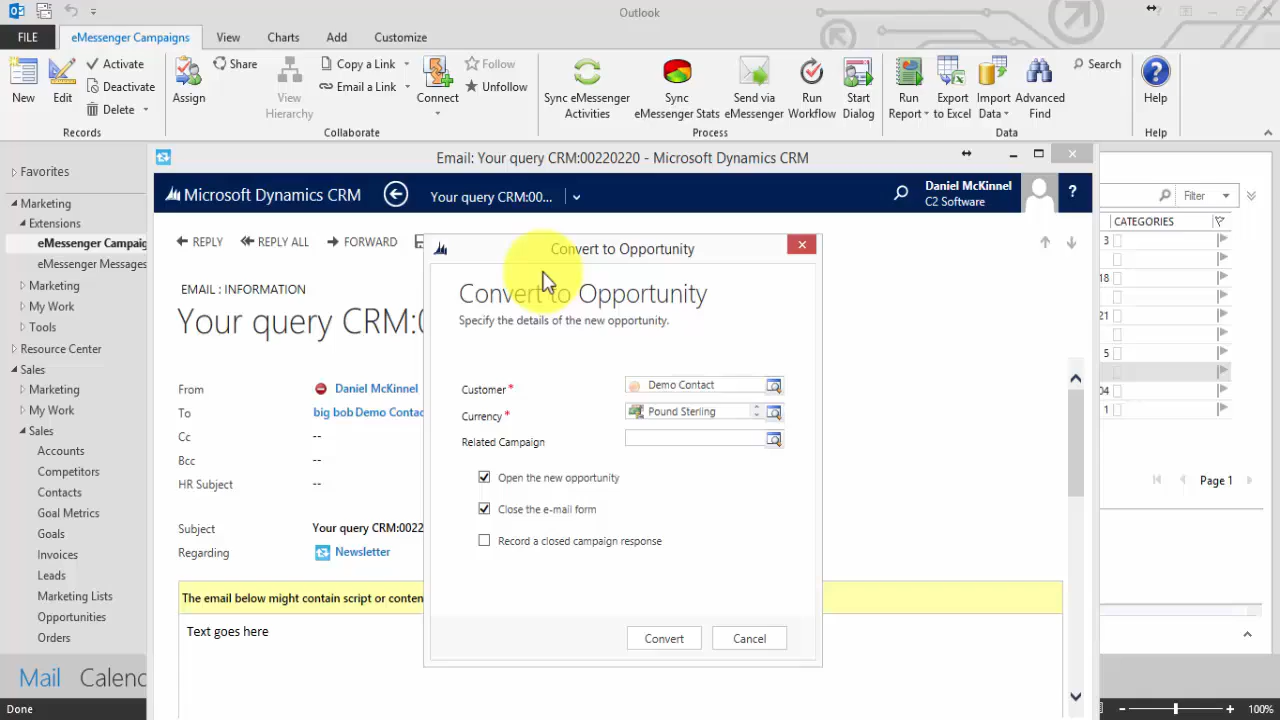 Outlook
FILE
eMessenger Campaigns
View
Charts
Add
Customize
New
Edit
Activate
Deactivate
Delete
Records
Assign
Share
View
Hierarchy
Copy a Link
Email a Link
Collaborate
Connect
Follow
Unfollow
Sync eMessenger
Activities
Sync
eMessenger Stats
Send via
eMessenger
Run
Workflow
Start
Dialog
Process
Run
Report
Export
to Excel
Import
Data
Advanced
Find
Data
Search
Help
Help
Favorites
Marketing
Extensions
eMessenger Campaig
eMessenger Messages
Marketing
My Work
Tools
Resource Center
Sales
Marketing
My Work
Sales
Accounts
Competitors
Contacts
Goal Metrics
Goals
Invoices
Leads
Marketing Lists
Opportunities
Orders
Mail Calenc
Done
Email: Your query CRM:00220220 - Microsoft Dynamics CRM
Microsoft Dynamics CRM
Your query CRM:00...
Daniel McKinnel
C2 Software
?
REPLY
REPLY ALL
FORWARD
EMAIL : INFORMATION
Your query CRM:0
From Daniel McKinnel
To big bob Demo Contac
Cc --
Bcc --
HR Subject --
Subject Your query CRM:0022
Regarding Newsletter
The email below might contain script or conten
Text goes here
Convert to Opportunity
Convert to Opportunity
Specify the details of the new opportunity.
Customer * Demo Contact
Currency * Pound Sterling
Related Campaign
Open the new opportunity
Close the e-mail form
Record a closed campaign response
Convert Cancel
Filter
CATEGORIES
3
18
21
5
04
1
Page 1
100%